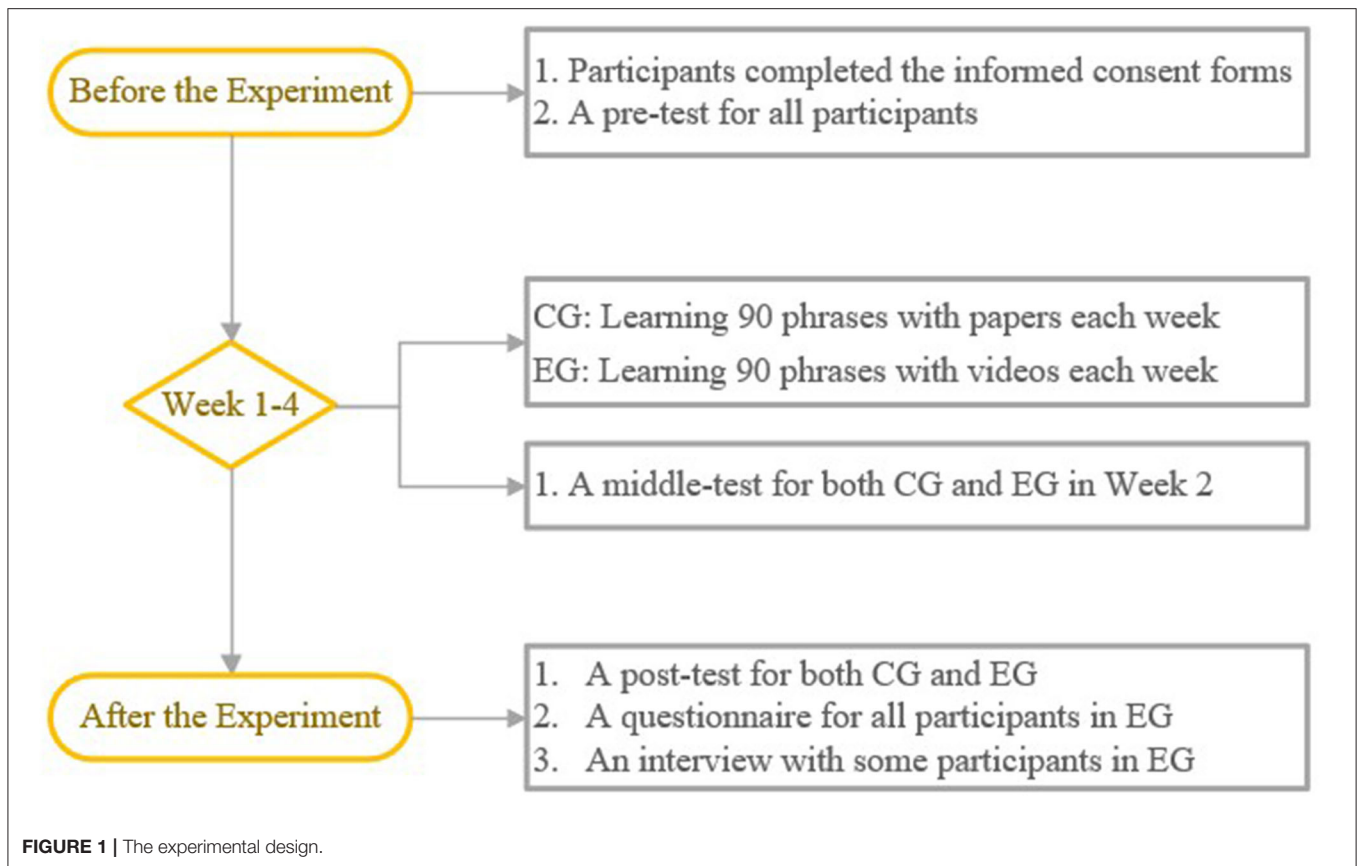 Before the Experiment
1. Participants completed the informed consent forms
2. A pre-test for all participants
Week 1-4
CG: Learning 90 phrases with papers each week
EG: Learning 90 phrases with videos each week
1. A middle-test for both CG and EG in Week 2
After the Experiment
1. A post-test for both CG and EG
2. A questionnaire for all participants in EG
3. An interview with some participants in EG
FIGURE 1 | The experimental design.